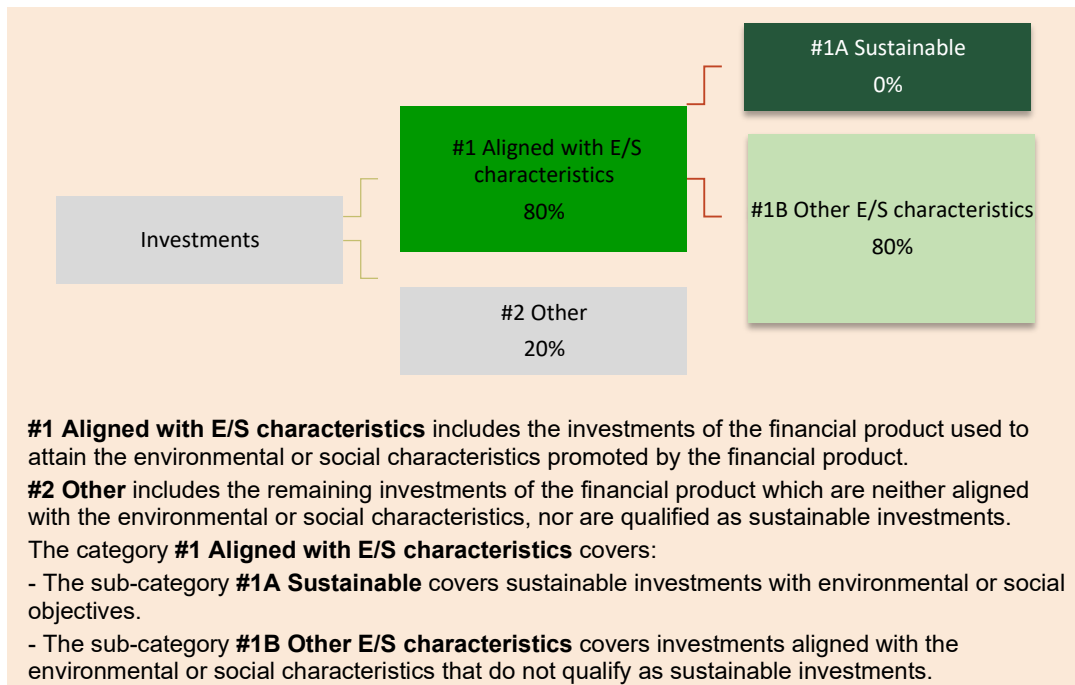 #1A Sustainable
0%
#1 Aligned with E/S
characteristics
80%
#1B Other E/S characteristics
80%
Investments
#2 Other
20%
#1 Aligned with E/S characteristics includes the investments of the financial product used to
attain the environmental or social characteristics promoted by the financial product.
#2 Other includes the remaining investments of the financial product which are neither aligned
with the environmental or social characteristics, nor are qualified as sustainable investments.
The category #1 Aligned with E/S characteristics covers:
- The sub-category #1A Sustainable covers sustainable investments with environmental or social
objectives.
- The sub-category #1B Other E/S characteristics covers investments aligned with the
environmental or social characteristics that do not qualify as sustainable investments.